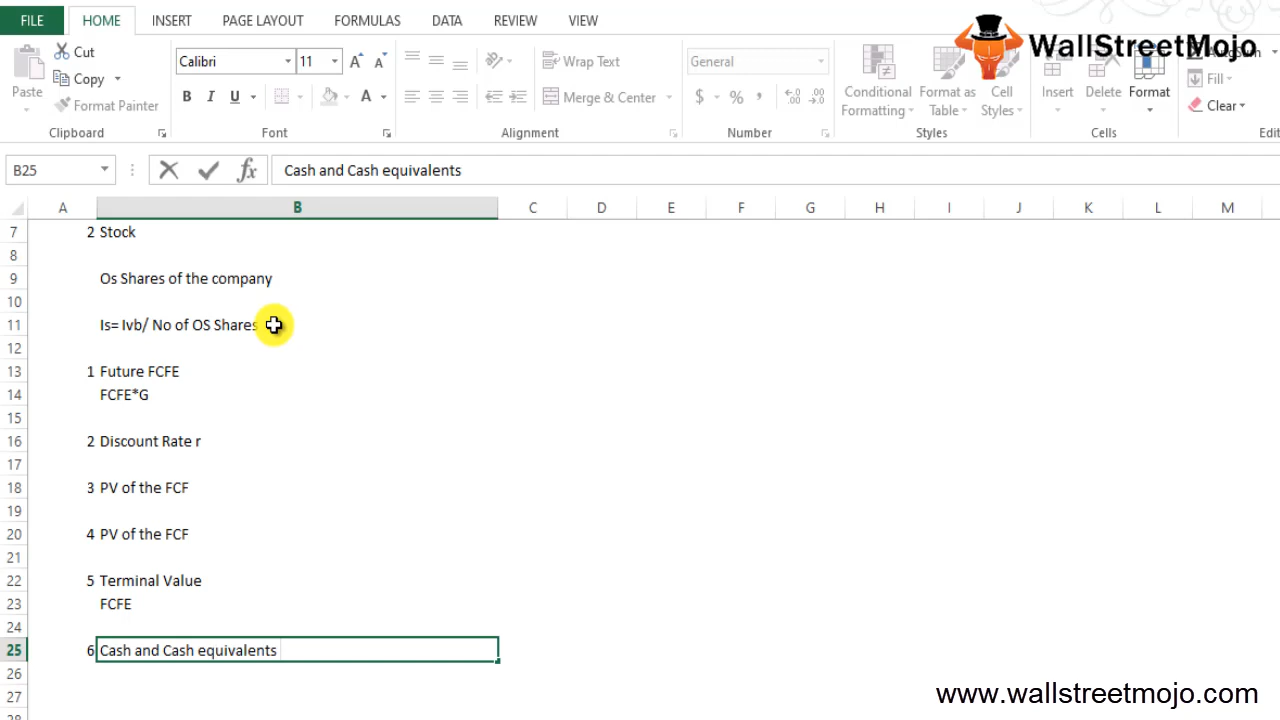 FILE HOME INSERT PAGE LAYOUT FORMULAS DATA REVIEW VIEW
WallStreetMojo
Cut
Copy
Format Painter
Paste
Clipboard
Calibri 11
B I U A
Font
Wrap Text
Merge & Center
Alignment
General
$ % ,
Number
Conditional Formatting
Format as Table
Cell Styles
Styles
Insert Delete Format
Cells
Fill
Clear
B25 fx Cash and Cash equivalents
A B C D E F G H I J K L M
7 2 Stock
8
9 Os Shares of the company
10
11 Is= Ivb/ No of OS Shares
12
13 1 Future FCFE
14 FCFE*G
15
16 2 Discount Rate r
17
18 3 PV of the FCF
19
20 4 PV of the FCF
21
22 5 Terminal Value
23 FCFE
24
25 6 Cash and Cash equivalents
26
27
www.wallstreetmojo.com